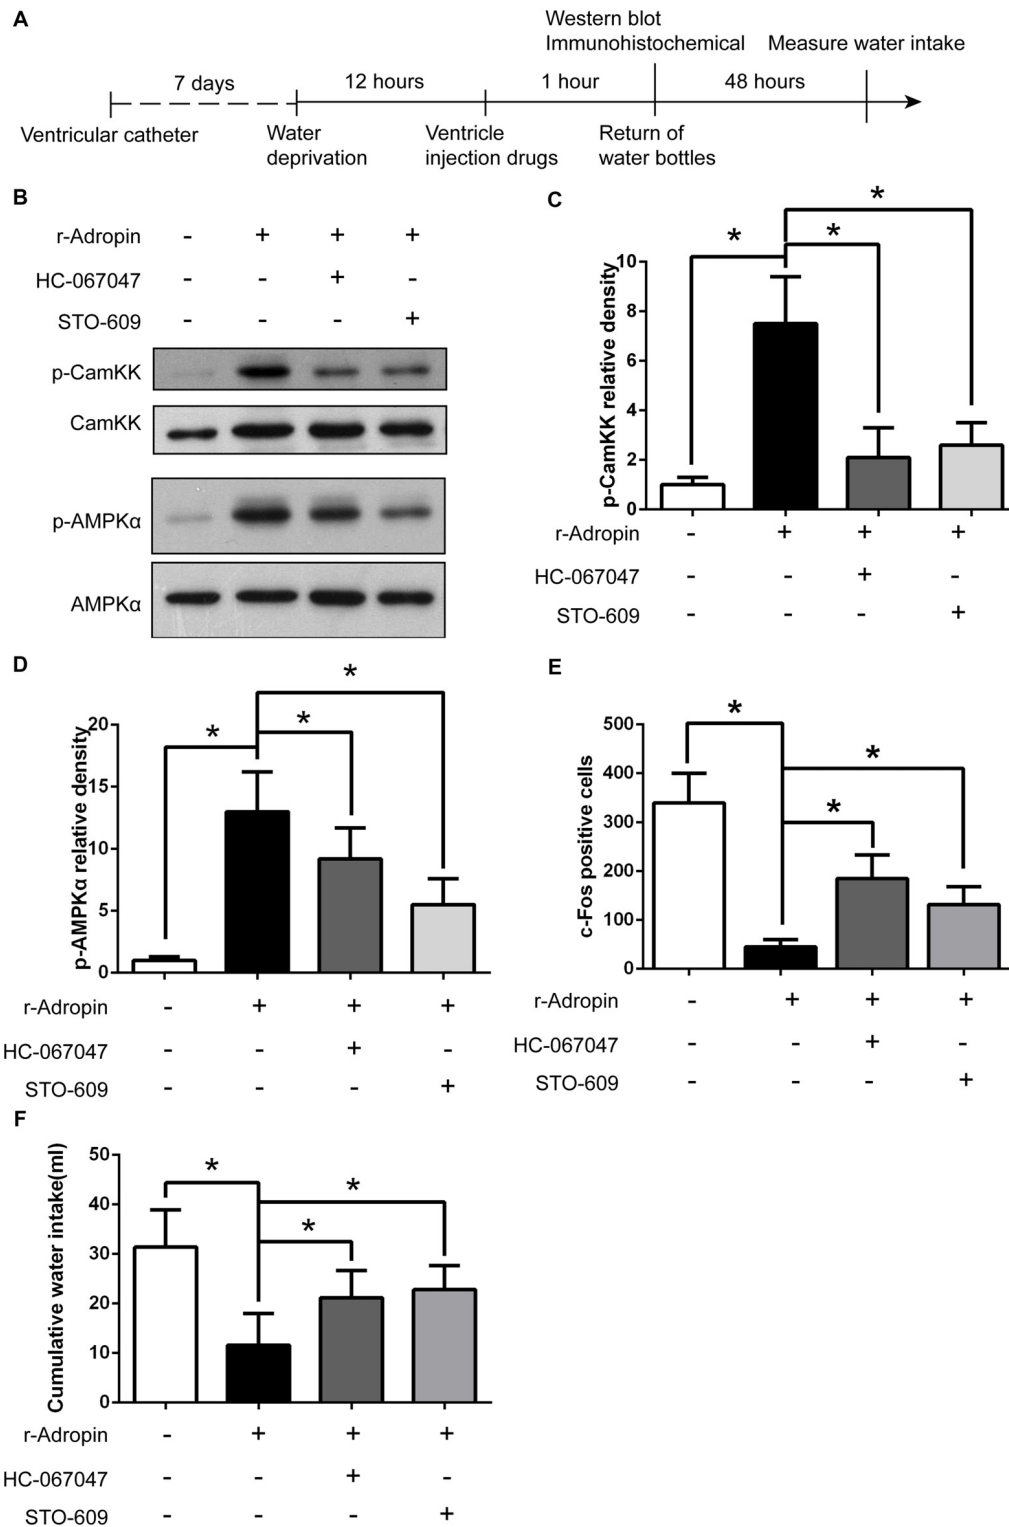 A
Western blot
Immunohistochemical
Measure water intake
7 days
12 hours
1 hour
48 hours
Ventricular catheter
Water
deprivation
Ventricle
injection drugs
Return of
water bottles
B
r-Adropin - + + +
HC-067047 - - + -
STO-609 - - - +
p-CamKK
CamKK
p-AMPKα
AMPKα
C
* * *
p-CamKK relative density
10
8
6
4
2
0
r-Adropin - + + +
HC-067047 - - + -
STO-609 - - - +
D
* * *
p-AMPKα relative density
20
15
10
5
0
r-Adropin - + + +
HC-067047 - - + -
STO-609 - - - +
E
* * *
c-Fos positive cells
500
400
300
200
100
0
r-Adropin - + + +
HC-067047 - - + -
STO-609 - - - +
F
* * *
Cumulative water intake(ml)
50
40
30
20
10
0
r-Adropin - + + +
HC-067047 - - + -
STO-609 - - - +